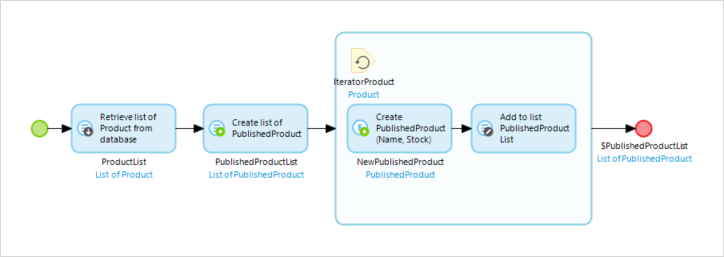 Retrieve list of
Product from
database
ProductList
List of Product
Create list of
PublishedProduct
PublishedProductList
List of PublishedProduct
IteratorProduct
Product
Create
PublishedProduct
(Name, Stock)
NewPublishedProduct
PublishedProduct
Add to list
PublishedProduct
List
$PublishedProductList
List of PublishedProduct